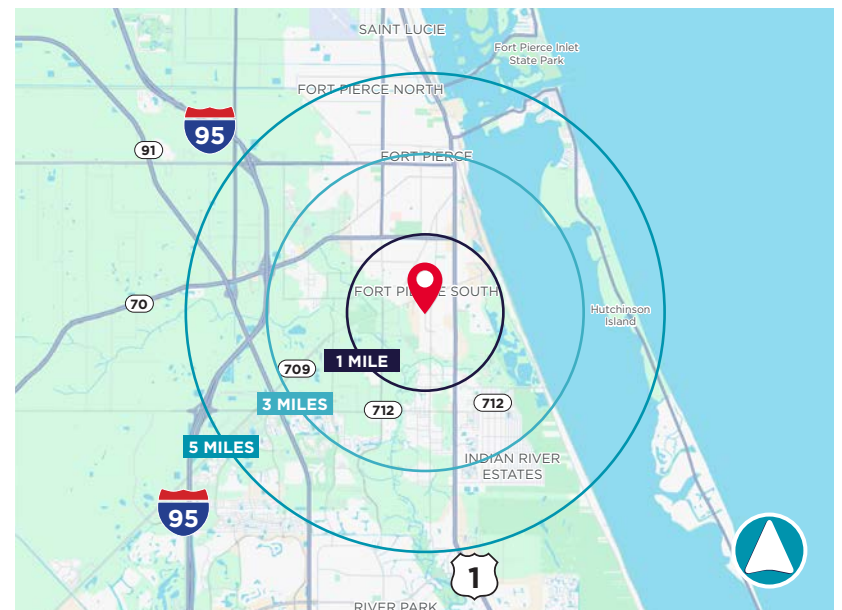 SAINT LUCIE
Fort Pierce Inlet
State Park
FORT PIERCE NORTH
95
91
FORT PIERCE
FORT PIERCE SOUTH
70
Hutchinson
Island
1 MILE
709
3 MILES
712
712
5 MILES
INDIAN RIVER
ESTATES
95
1
RIVER PARK